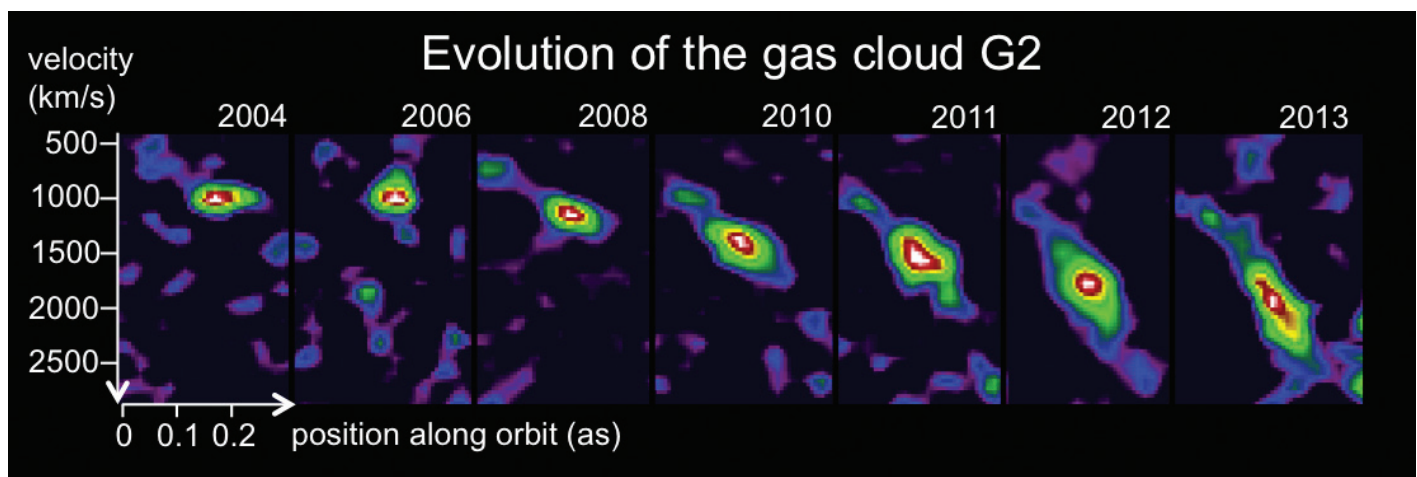 Evolution of the gas cloud G2
velocity
(km/s)
2004 2006 2008 2010 2011 2012 2013
500
1000
1500
2000
2500
0 0.1 0.2 position along orbit (as)